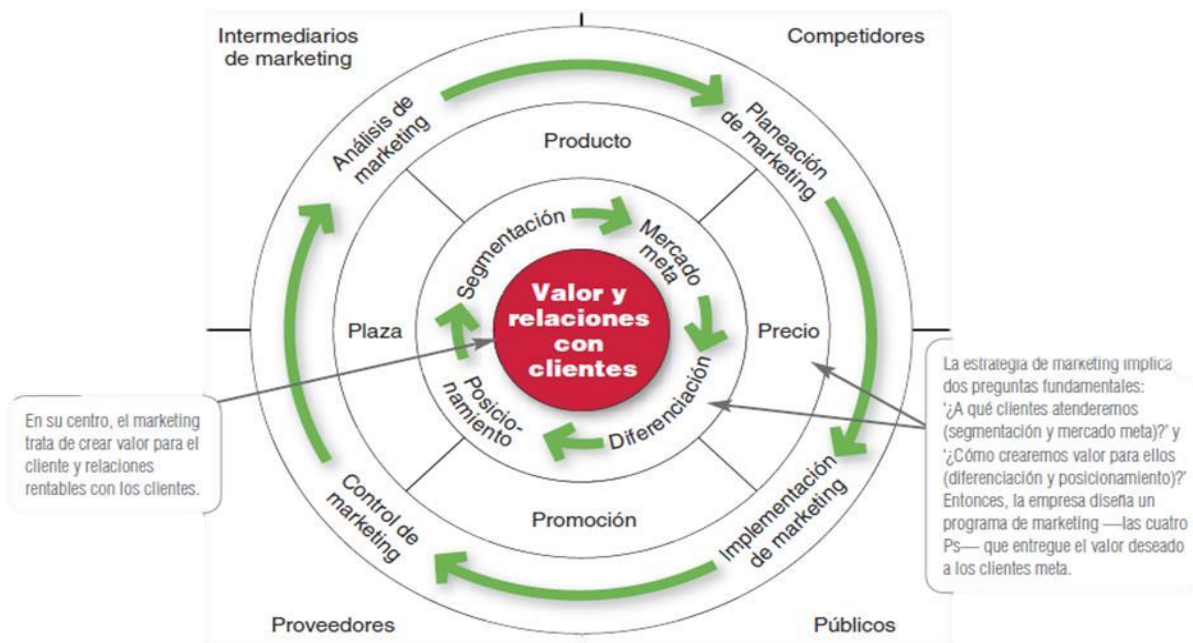 Intermediarios
de marketing
Competidores
Análisis de
marketing
Planeación
de marketing
Producto
Segmentación
Mercado
meta
Valor y
relaciones
con
clientes
Plaza
Precio
Posicio-
namiento
Diferenciación
En su centro, el marketing
trata de crear valor para el
cliente y relaciones
rentables con los clientes.
La estrategia de marketing implica
dos preguntas fundamentales:
‘¿A qué clientes atenderemos
(segmentación y mercado meta)?’ y
‘¿Cómo crearemos valor para ellos
(diferenciación y posicionamiento)?’
Entonces, la empresa diseña un
programa de marketing —las cuatro
Ps— que entregue el valor deseado
a los clientes meta.
Control de
marketing
Promoción
Implementación
de marketing
Proveedores
Públicos